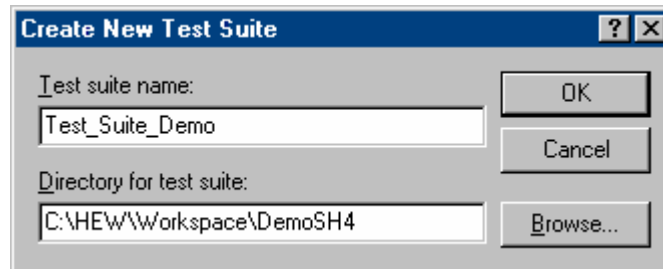 Create New Test Suite
Test suite name:
Test_Suite_Demo
OK
Cancel
Directory for test suite:
C:\HEW\Workspace\DemoSH4
Browse...